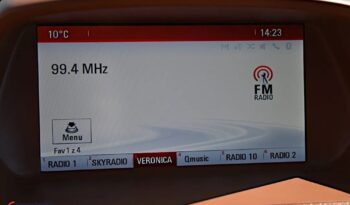 10°C 14:23
99.4 MHz
FM
RADIO
Menu
Fav 1 z 4
RADIO 1 SKYRADIO VERONICA Qmusic RADIO 10 RADIO 2